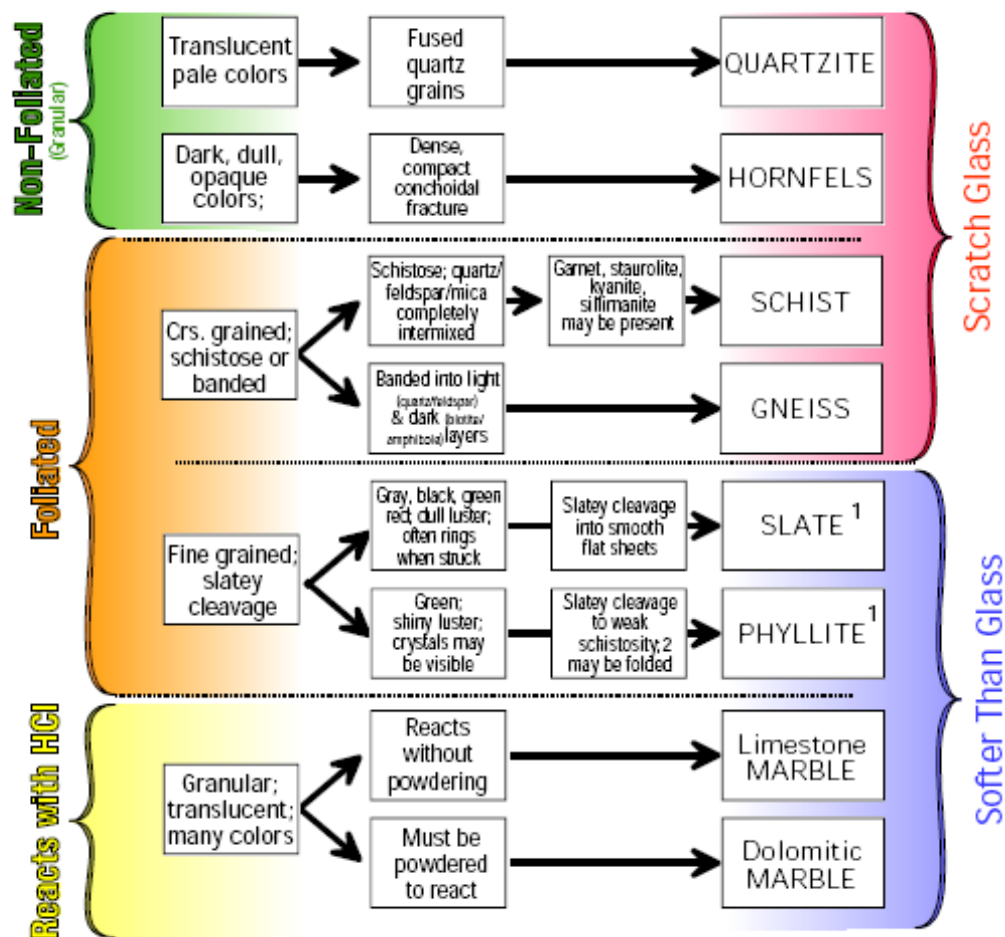 Non-Foliated
(Granular)
Translucent
pale colors
Fused
quartz
grains
QUARTZITE
Dark, dull,
opaque
colors;
Dense,
compact
conchoidal
fracture
HORNFELS
Scratch Glass
Foliated
Crs. grained;
schistose or
banded
Schistose; quartz/
feldspar/mica
completely
intermixed
Garnet, staurolite,
kyanite,
sillimanite
may be present
SCHIST
Banded into light
(quartz/feldspar)
& dark (biotite/
amphibole) layers
GNEISS
Fine grained;
slatey
cleavage
Gray, black, green
red; dull luster;
often rings
when struck
Slatey cleavage
into smooth
flat sheets
SLATE 1
Green;
shiny luster;
crystals may
be visible
Slatey cleavage
to weak
schistosity; 2
may be folded
PHYLLITE 1
Softer Than Glass
Reacts with HCl
Granular;
translucent;
many colors
Reacts
without
powdering
Limestone
MARBLE
Must be
powdered
to react
Dolomitic
MARBLE